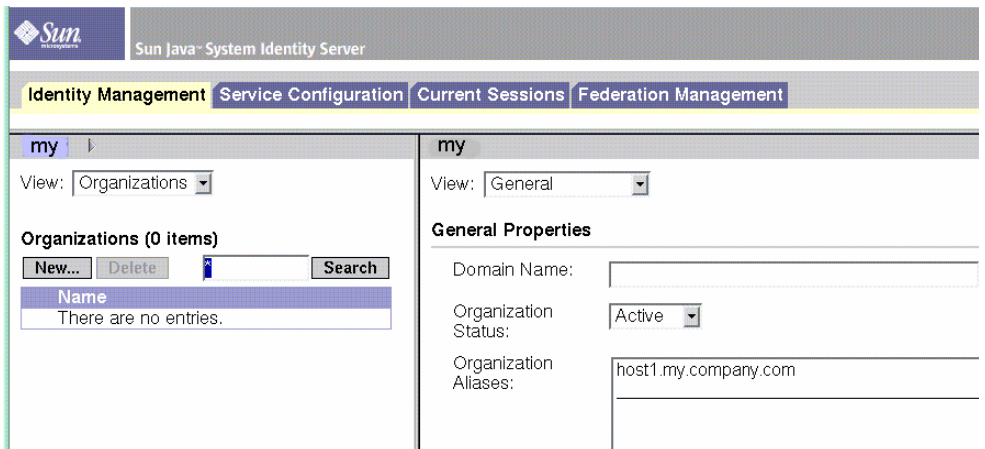 Sun
microsystems
Sun Java™ System Identity Server
Identity Management Service Configuration Current Sessions Federation Management
my
View: Organizations
Organizations (0 items)
New... Delete * Search
Name
There are no entries.
my
View: General
General Properties
Domain Name:
Organization
Status:
Active
Organization
Aliases:
host1.my.company.com